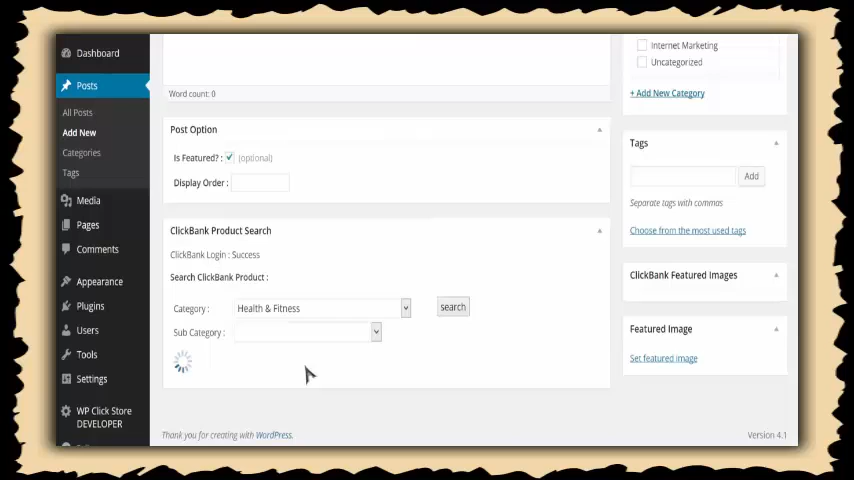 Dashboard
Posts
All Posts
Add New
Categories
Tags
Media
Pages
Comments
Appearance
Plugins
Users
Tools
Settings
WP Click Store
DEVELOPER
Word count: 0
Post Option
Is Featured? : (optional)
Display Order :
ClickBank Product Search
ClickBank Login : Success
Search ClickBank Product :
Category : Health & Fitness search
Sub Category :
Thank you for creating with WordPress.
Internet Marketing
Uncategorized
+ Add New Category
Tags
Add
Separate tags with commas
Choose from the most used tags
ClickBank Featured Images
Featured Image
Set featured image
Version 4.1